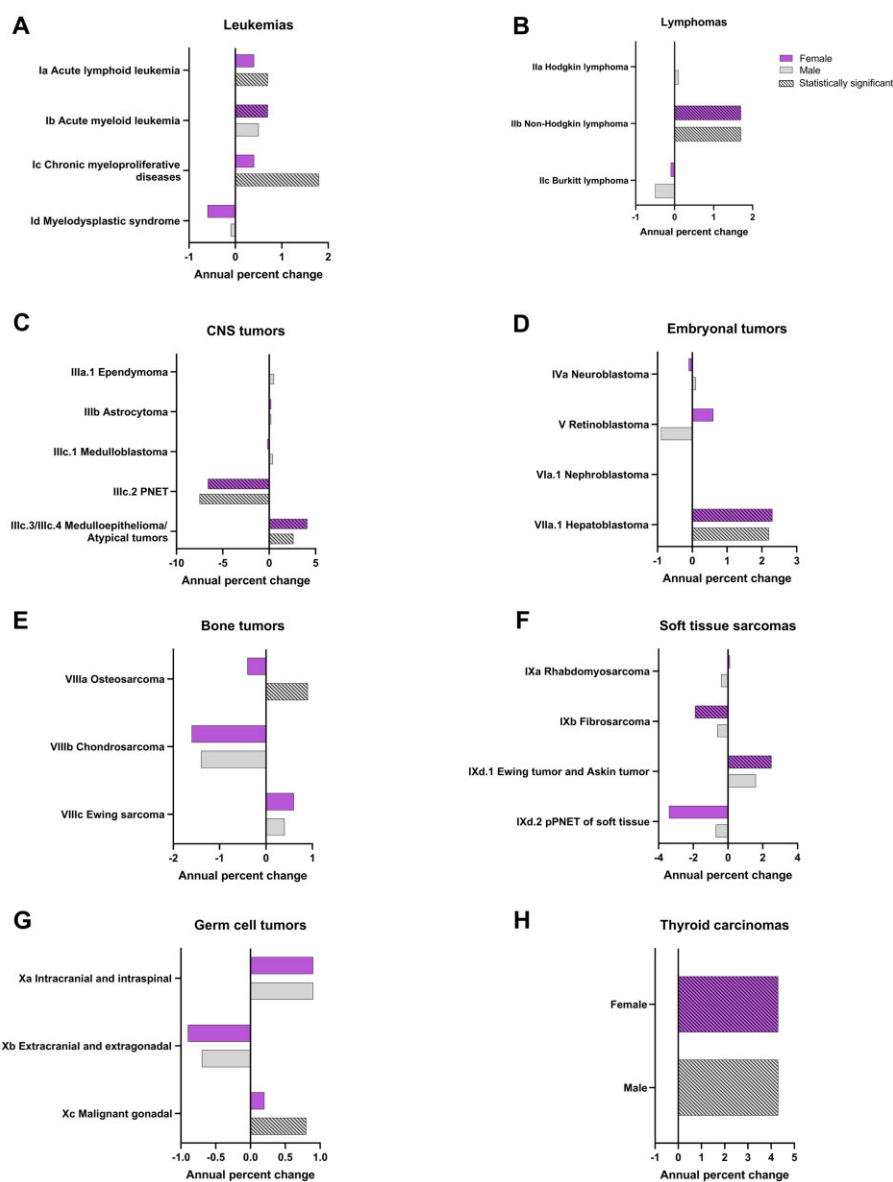 A
Leukemias
Ia Acute lymphoid leukemia
Ib Acute myeloid leukemia
Ic Chronic myeloproliferative
diseases
Id Myelodysplastic syndrome
-1 0 1 2
Annual percent change
B
Lymphomas
IIa Hodgkin lymphoma
IIb Non-Hodgkin lymphoma
IIc Burkitt lymphoma
-1 0 1 2
Annual percent change
Female
Male
Statistically significant
C
CNS tumors
IIIa.1 Ependymoma
IIIb Astrocytoma
IIIc.1 Medulloblastoma
IIIc.2 PNET
IIIc.3/IIIc.4 Medulloepithelioma/
Atypical tumors
-10 -5 0 5
Annual percent change
D
Embryonal tumors
IVa Neuroblastoma
V Retinoblastoma
VIa.1 Nephroblastoma
VIIa.1 Hepatoblastoma
-1 0 1 2 3
Annual percent change
E
Bone tumors
VIIIa Osteosarcoma
VIIIb Chondrosarcoma
VIIIc Ewing sarcoma
-2 -1 0 1
Annual percent change
F
Soft tissue sarcomas
IXa Rhabdomyosarcoma
IXb Fibrosarcoma
IXd.1 Ewing tumor and Askin tumor
IXd.2 pPNET of soft tissue
-4 -2 0 2 4
Annual percent change
G
Germ cell tumors
Xa Intracranial and intraspinal
Xb Extracranial and extragonadal
Xc Malignant gonadal
-1.0 -0.5 0.0 0.5 1.0
Annual percent change
H
Thyroid carcinomas
Female
Male
-1 0 1 2 3 4 5
Annual percent change